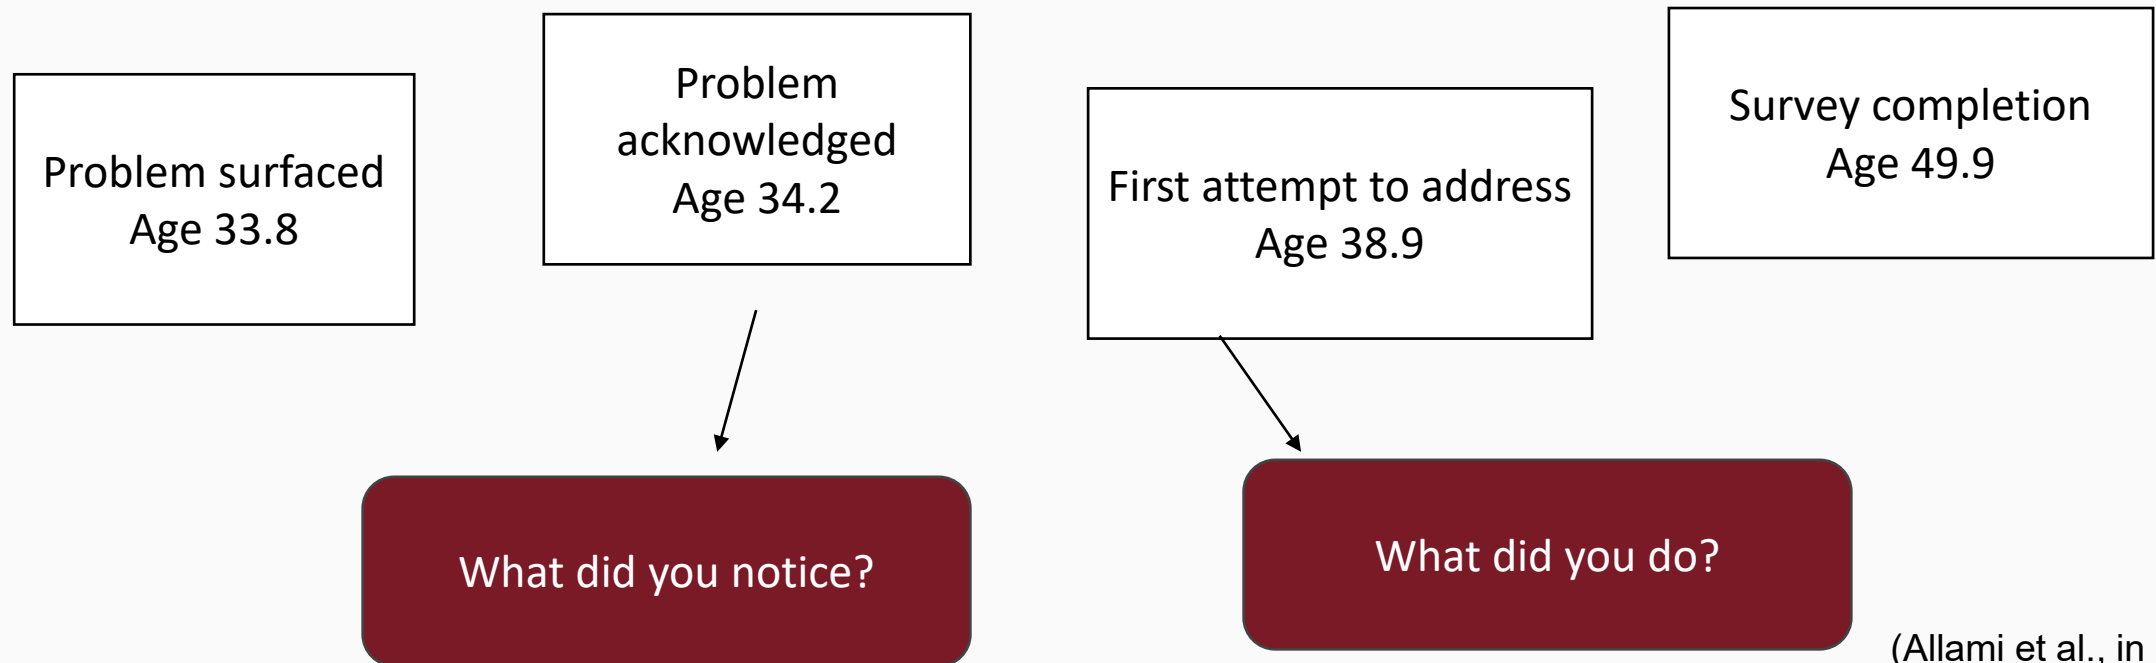 Problem surfaced
Age 33.8
Problem
acknowledged
Age 34.2
First attempt to address
Age 38.9
Survey completion
Age 49.9
What did you notice?
What did you do?
(Allami et al., in